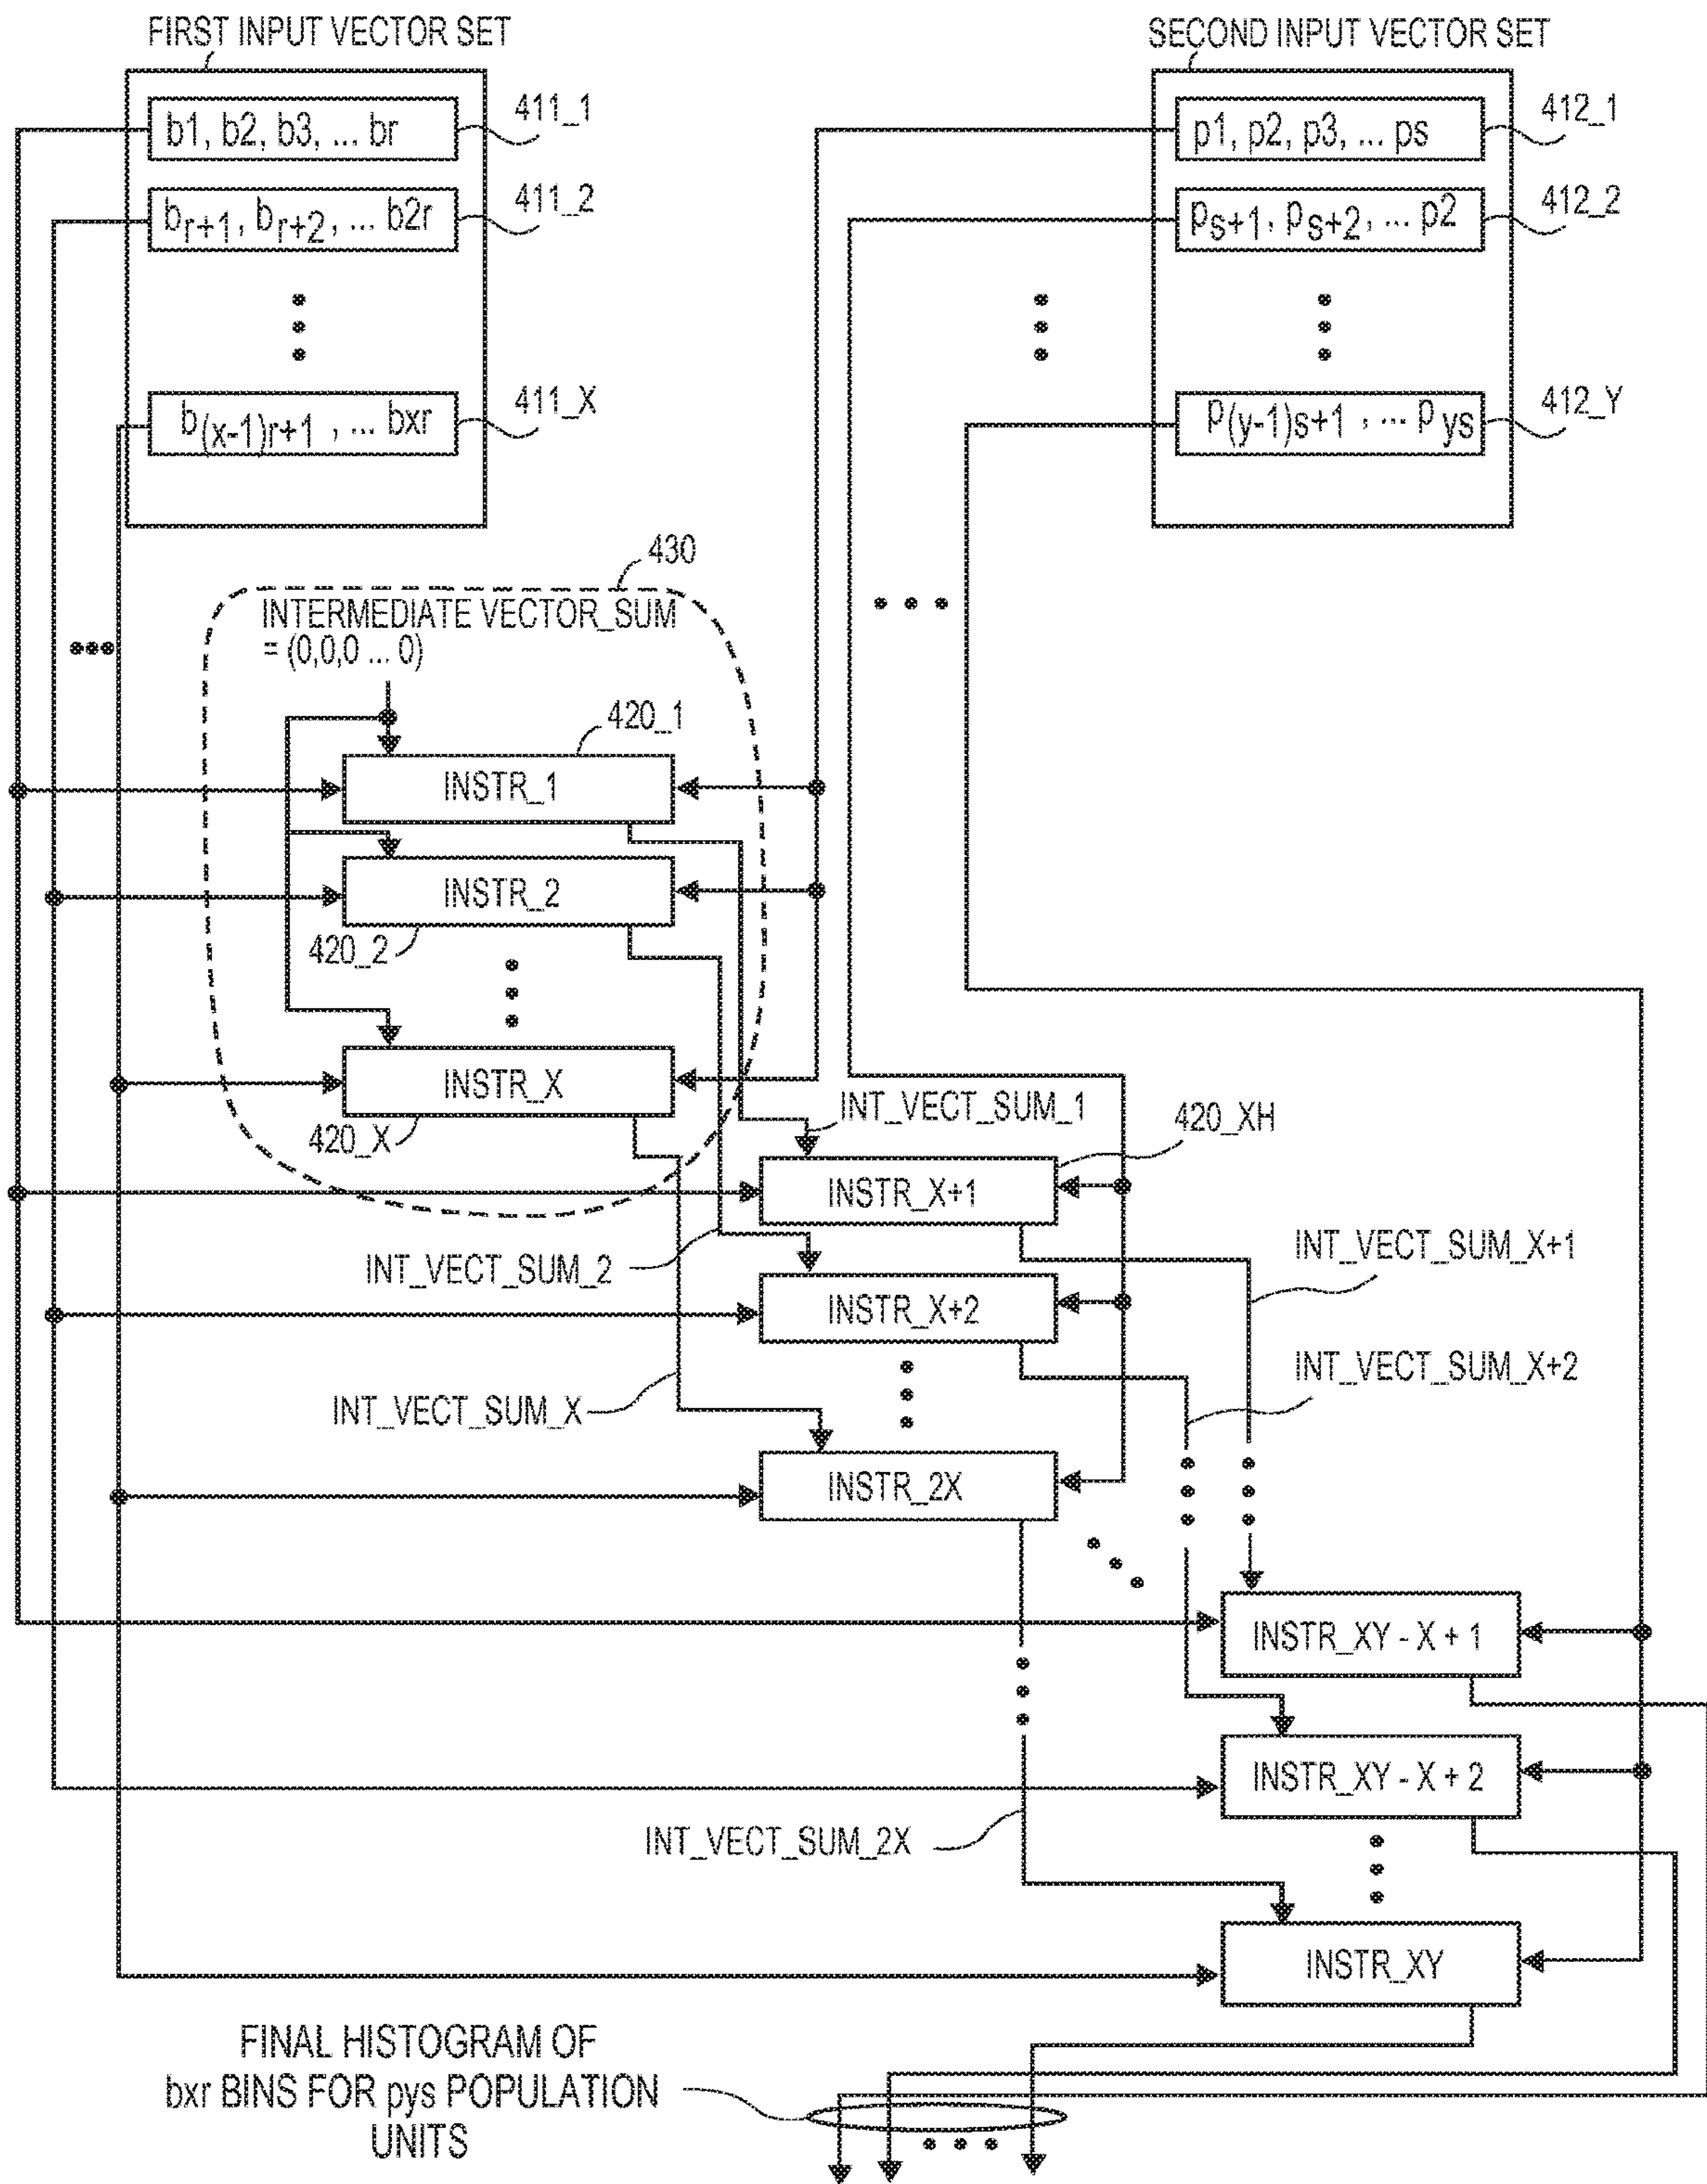 FIRST INPUT VECTOR SET
SECOND INPUT VECTOR SET
b1, b2, b3, ... br
411_1
p1, p2, p3, ... ps
412_1
br+1, br+2, ... b2r
411_2
ps+1, ps+2, ... p2
412_2
b(x-1)r+1 , ... bxr
411_X
p(y-1)s+1 , ... pys
412_Y
430
INTERMEDIATE VECTOR_SUM
= (0,0,0 ... 0)
420_1
INSTR_1
INSTR_2
420_2
INSTR_X
420_X
INT_VECT_SUM_1
420_XH
INSTR_X+1
INT_VECT_SUM_2
INT_VECT_SUM_X+1
INSTR_X+2
INT_VECT_SUM_X+2
INT_VECT_SUM_X
INSTR_2X
INSTR_XY - X + 1
INSTR_XY - X + 2
INT_VECT_SUM_2X
INSTR_XY
FINAL HISTOGRAM OF
bxr BINS FOR pys POPULATION
UNITS